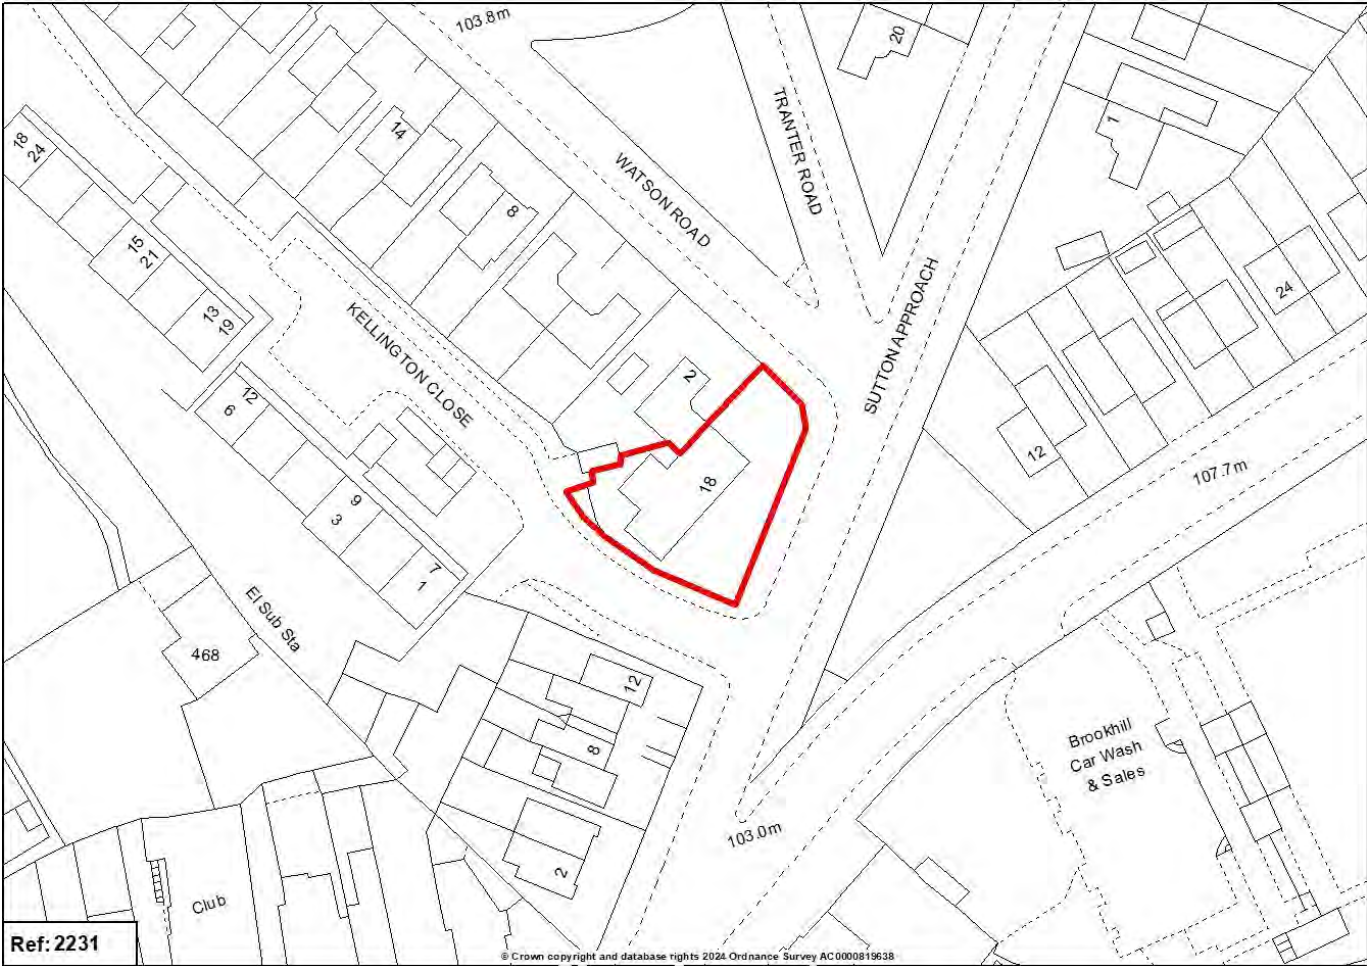 103.8m
20
TRANTER ROAD
1
18
24
14
WATSON ROAD
8
15
21
13
19
KELLINGTON CLOSE
SUTTON APPROACH
24
2
12
6
12
107.7m
18
9
3
7
1
El Sub Sta
468
12
8
Brookhill
Car Wash
& Sales
103.0m
2
Club
Ref: 2231
© Crown copyright and database rights 2024 Ordnance Survey AC0000819638